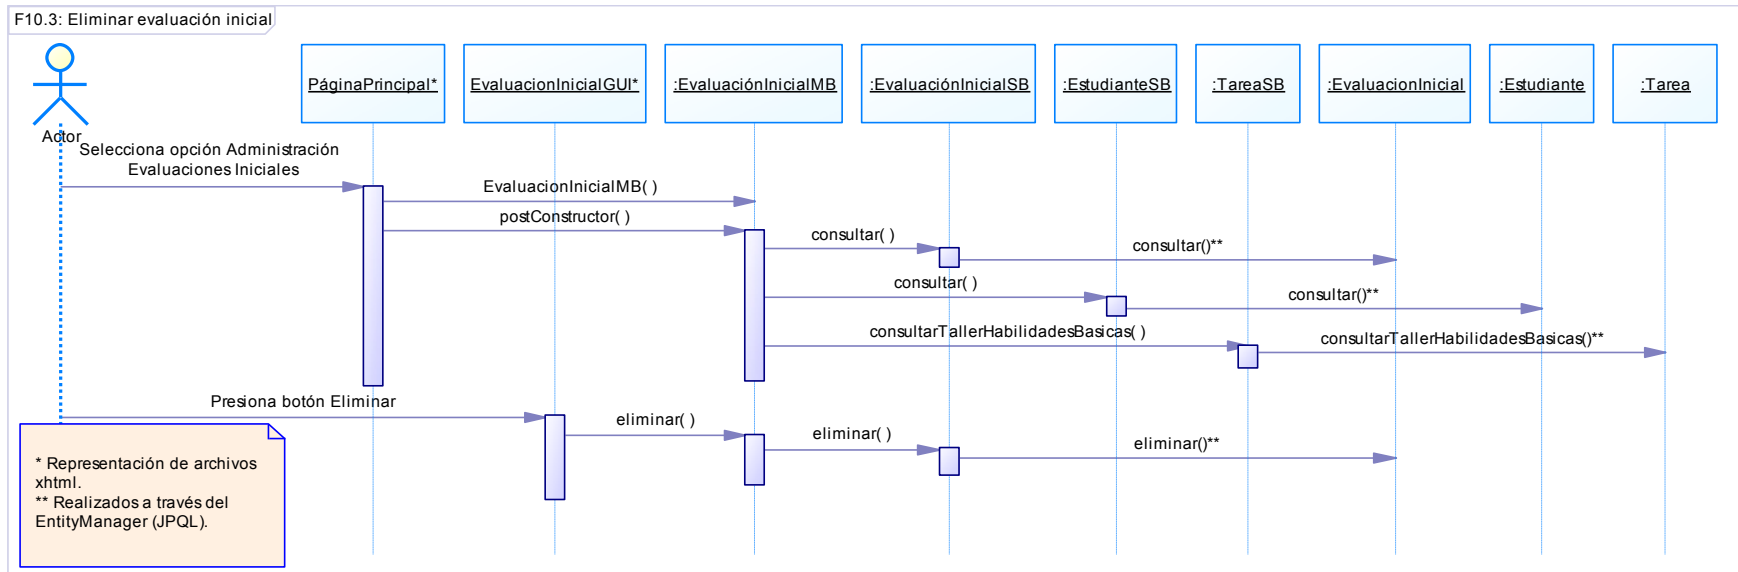 F10.3: Eliminar evaluación inicial
Actor
PáginaPrincipal*
EvaluacionInicialGUI*
:EvaluaciónInicialMB
:EvaluaciónInicialSB
:EstudianteSB
:TareaSB
:EvaluacionInicial
:Estudiante
:Tarea
Selecciona opción Administración
Evaluaciones Iniciales
EvaluacionInicialMB( )
postConstructor( )
consultar( )
consultar()**
consultar( )
consultar()**
consultarTallerHabilidadesBasicas( )
consultarTallerHabilidadesBasicas()**
Presiona botón Eliminar
eliminar( )
eliminar( )
eliminar()**
* Representación de archivos
xhtml.
** Realizados a través del
EntityManager (JPQL).